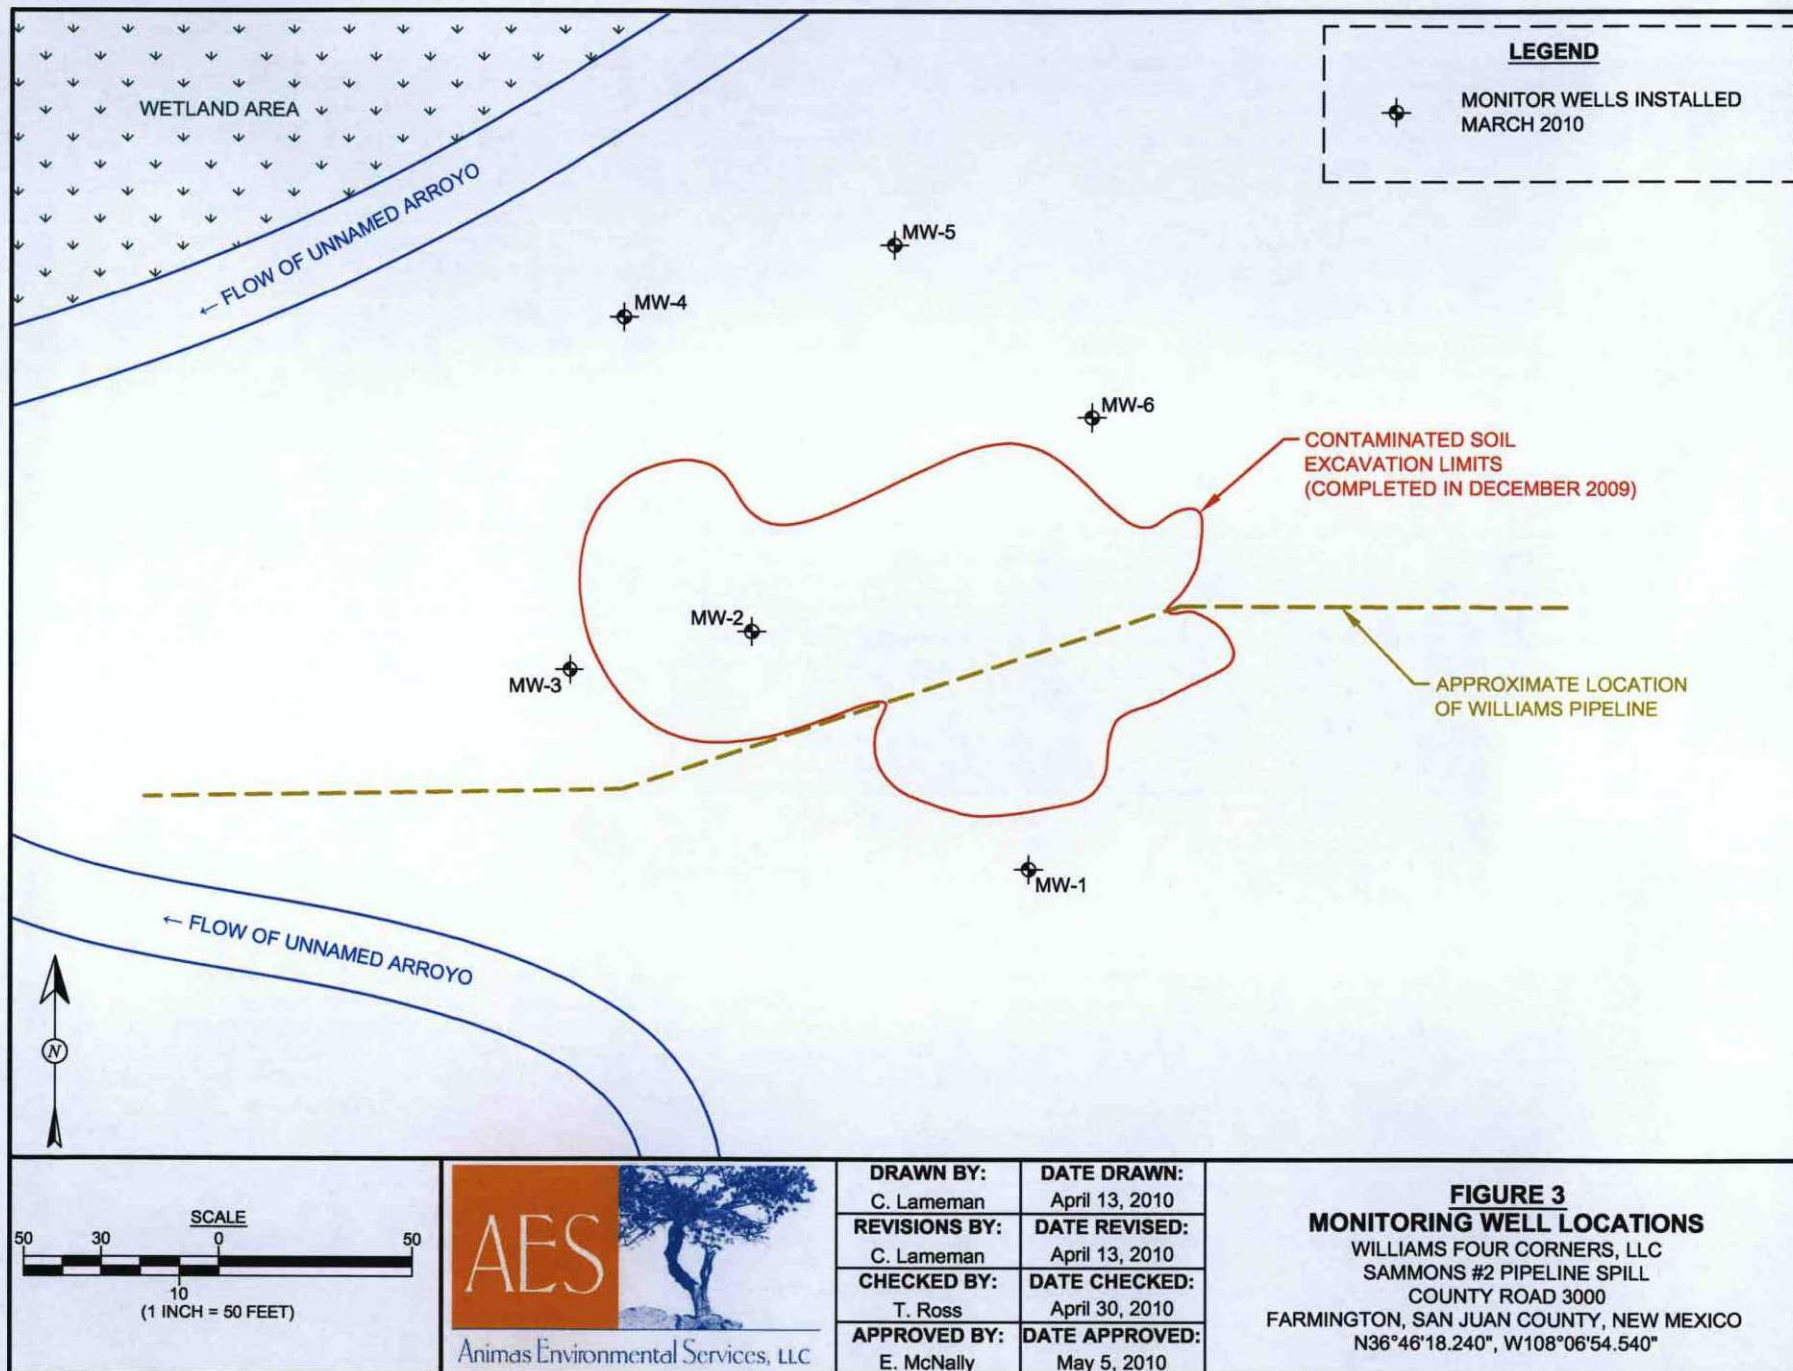 LEGEND
MONITOR WELLS INSTALLED
MARCH 2010
WETLAND AREA
← FLOW OF UNNAMED ARROYO
MW-5
MW-4
MW-6
CONTAMINATED SOIL
EXCAVATION LIMITS
(COMPLETED IN DECEMBER 2009)
MW-2
MW-3
APPROXIMATE LOCATION
OF WILLIAMS PIPELINE
MW-1
← FLOW OF UNNAMED ARROYO
N
SCALE
50 30 0 50
10
(1 INCH = 50 FEET)
AES
Animas Environmental Services, LLC
DRAWN BY:
C. Lameman
DATE DRAWN:
April 13, 2010
REVISIONS BY:
C. Lameman
DATE REVISED:
April 13, 2010
CHECKED BY:
T. Ross
DATE CHECKED:
April 30, 2010
APPROVED BY:
E. McNally
DATE APPROVED:
May 5, 2010
FIGURE 3
MONITORING WELL LOCATIONS
WILLIAMS FOUR CORNERS, LLC
SAMMONS #2 PIPELINE SPILL
COUNTY ROAD 3000
FARMINGTON, SAN JUAN COUNTY, NEW MEXICO
N36°46'18.240", W108°06'54.540"